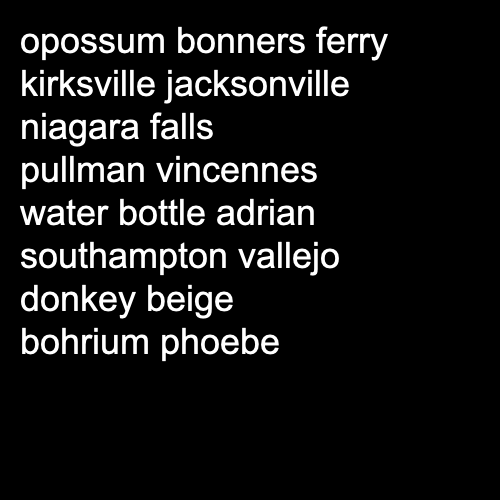 opossum bonners ferry
kirksville jacksonville
niagara falls
pullman vincennes
water bottle adrian
southampton vallejo
donkey beige
bohrium phoebe